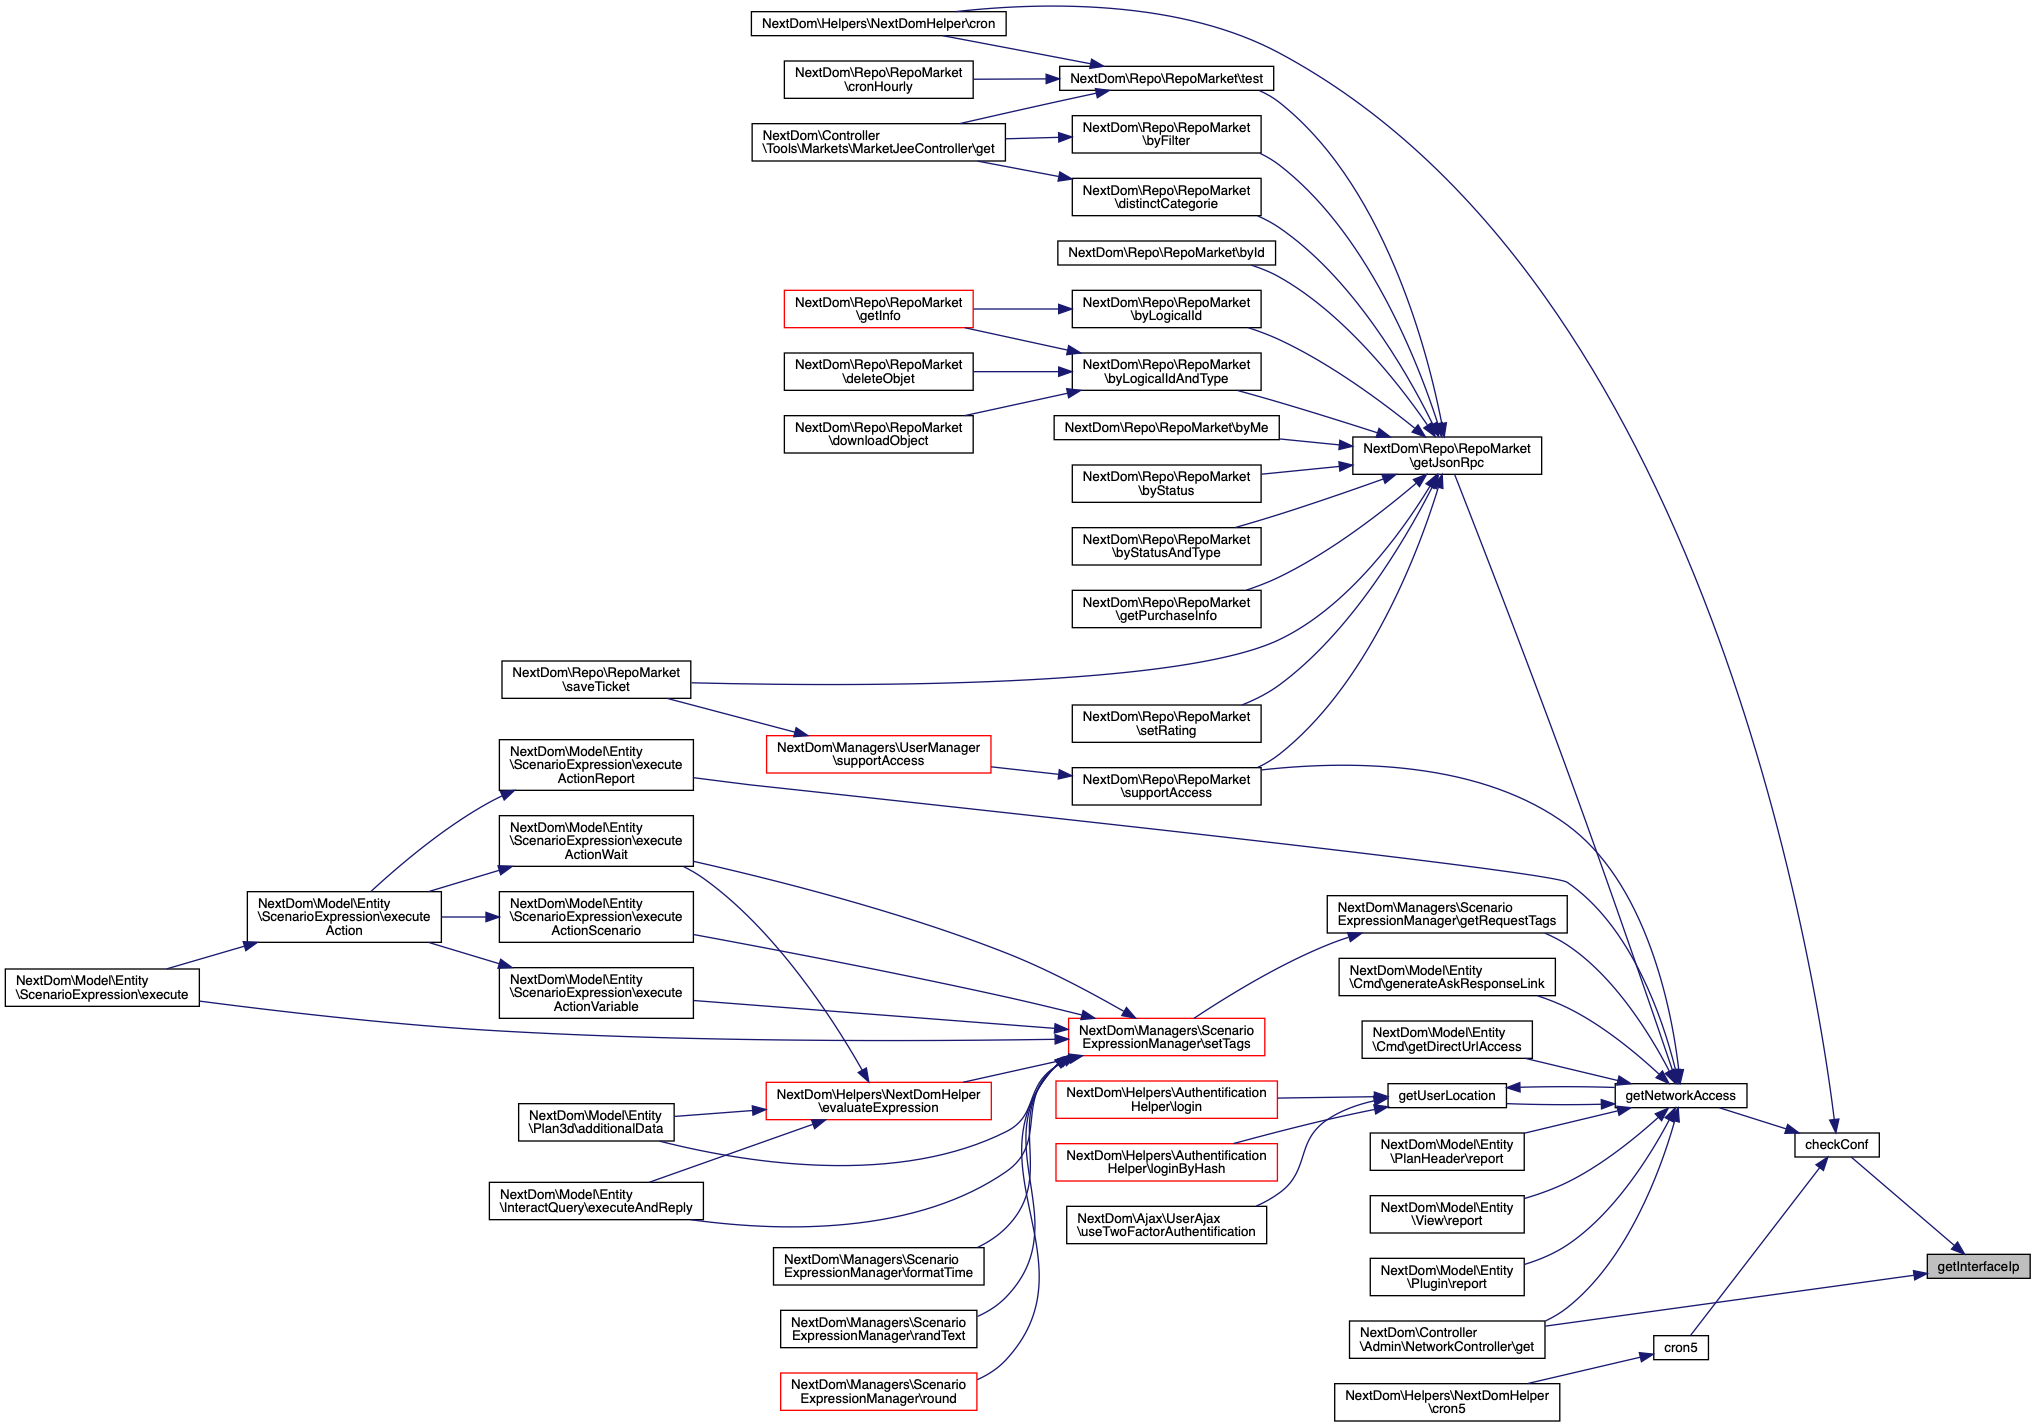 NextDom\Helpers\NextDomHelper\cron
NextDom\Repo\RepoMarket
\cronHourly
NextDom\Repo\RepoMarket\test
NextDom\Controller
\Tools\Markets\MarketJeeController\get
NextDom\Repo\RepoMarket
\byFilter
NextDom\Repo\RepoMarket
\distinctCategorie
NextDom\Repo\RepoMarket\byId
NextDom\Repo\RepoMarket
\getInfo
NextDom\Repo\RepoMarket
\byLogicalId
NextDom\Repo\RepoMarket
\deleteObjet
NextDom\Repo\RepoMarket
\byLogicalIdAndType
NextDom\Repo\RepoMarket
\downloadObject
NextDom\Repo\RepoMarket\byMe
NextDom\Repo\RepoMarket
\getJsonRpc
NextDom\Repo\RepoMarket
\byStatus
NextDom\Repo\RepoMarket
\byStatusAndType
NextDom\Repo\RepoMarket
\getPurchaseInfo
NextDom\Repo\RepoMarket
\saveTicket
NextDom\Repo\RepoMarket
\setRating
NextDom\Managers\UserManager
\supportAccess
NextDom\Repo\RepoMarket
\supportAccess
NextDom\Model\Entity
\ScenarioExpression\execute
ActionReport
NextDom\Model\Entity
\ScenarioExpression\execute
ActionWait
NextDom\Model\Entity
\ScenarioExpression\execute
Action
NextDom\Model\Entity
\ScenarioExpression\execute
ActionScenario
NextDom\Managers\Scenario
ExpressionManager\getRequestTags
NextDom\Model\Entity
\ScenarioExpression\execute
NextDom\Model\Entity
\ScenarioExpression\execute
ActionVariable
NextDom\Model\Entity
\Cmd\generateAskResponseLink
NextDom\Managers\Scenario
ExpressionManager\setTags
NextDom\Model\Entity
\Cmd\getDirectUrlAccess
NextDom\Helpers\NextDomHelper
\evaluateExpression
NextDom\Helpers\Authentification
Helper\login
getUserLocation
getNetworkAccess
NextDom\Model\Entity
\Plan3d\additionalData
NextDom\Helpers\Authentification
Helper\loginByHash
NextDom\Model\Entity
\PlanHeader\report
checkConf
NextDom\Model\Entity
\InteractQuery\executeAndReply
NextDom\Ajax\UserAjax
\useTwoFactorAuthentification
NextDom\Model\Entity
\View\report
NextDom\Managers\Scenario
ExpressionManager\formatTime
NextDom\Model\Entity
\Plugin\report
getInterfaceIp
NextDom\Managers\Scenario
ExpressionManager\randText
NextDom\Controller
\Admin\NetworkController\get
cron5
NextDom\Managers\Scenario
ExpressionManager\round
NextDom\Helpers\NextDomHelper
\cron5